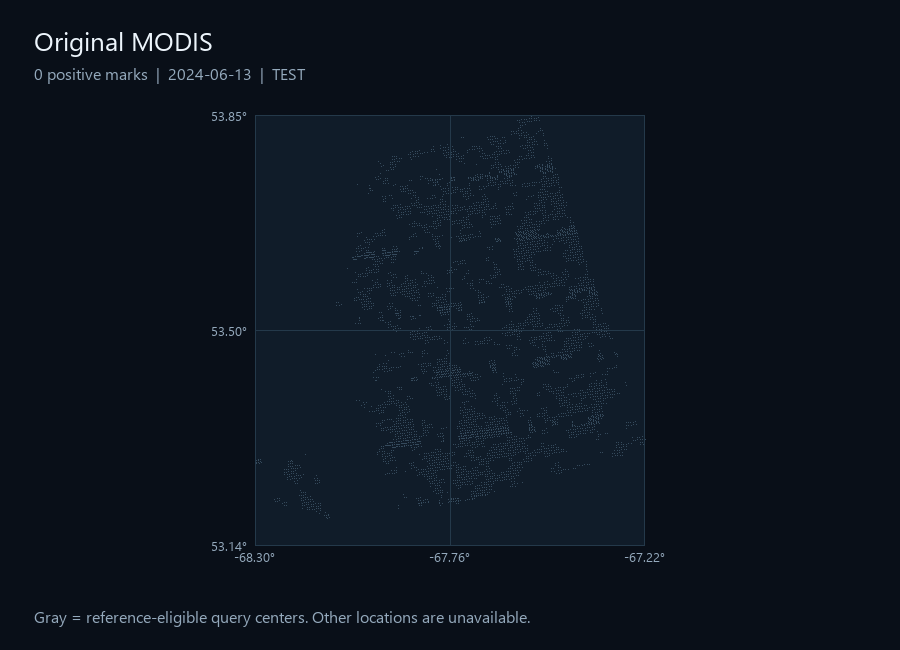 Original MODIS
0 positive marks | 2024-06-13 | TEST
53.85°
53.50°
53.14°
-68.30° -67.76° -67.22°
Gray = reference-eligible query centers. Other locations are unavailable.